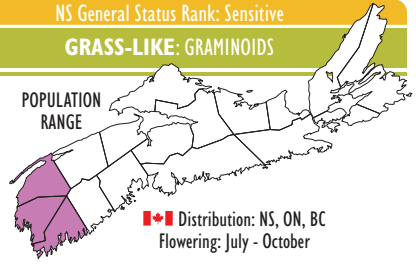 NS General Status Rank: Sensitive
GRASS-LIKE: GRAMINOIDS
POPULATION
RANGE
Distribution: NS, ON, BC
Flowering: July - October